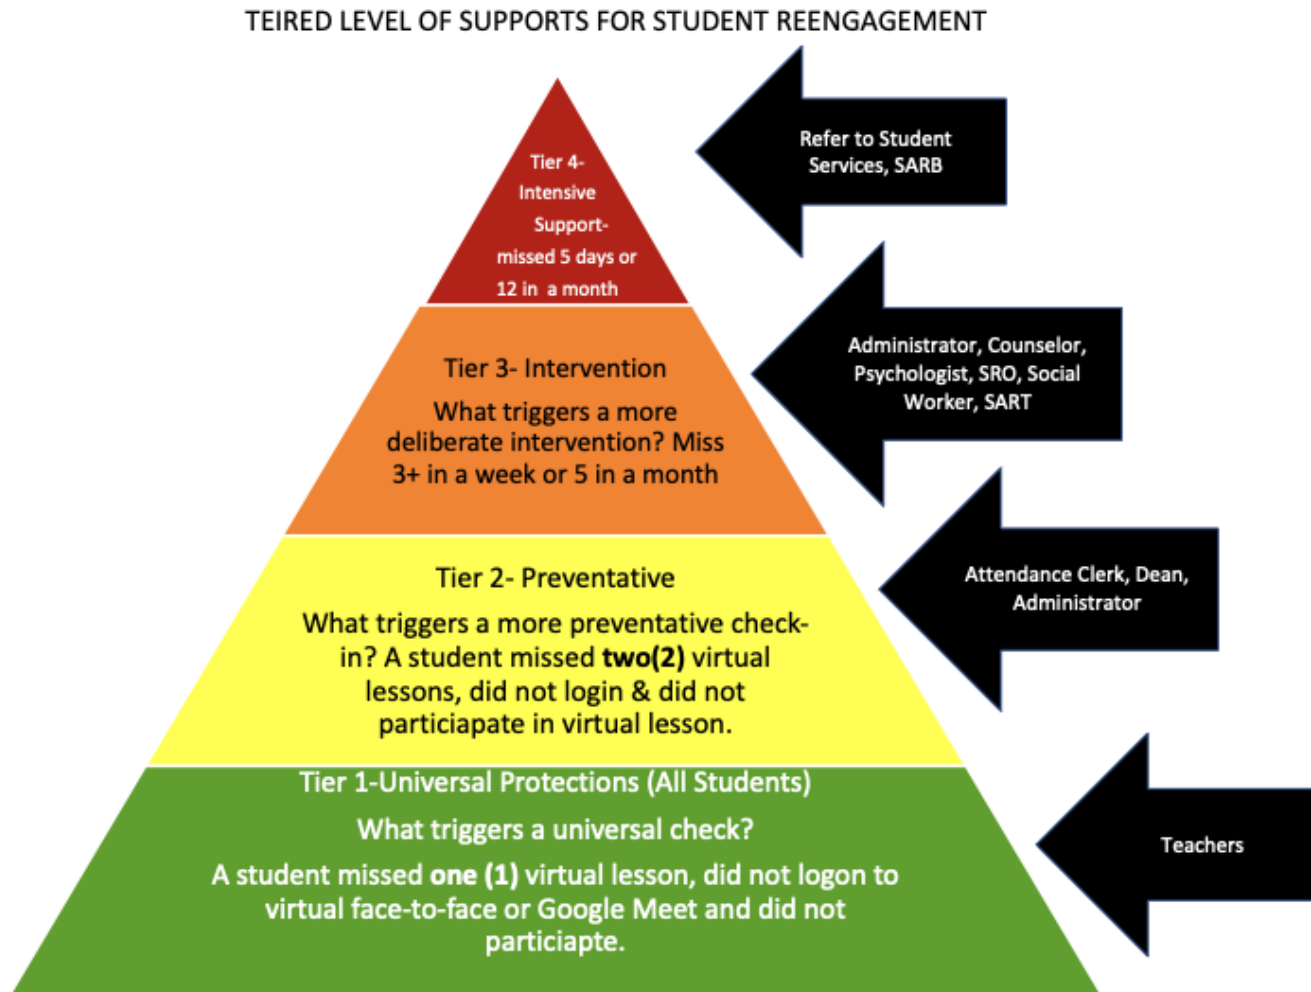 TEIRED LEVEL OF SUPPORTS FOR STUDENT REENGAGEMENT
Tier 4-
Intensive
Support-
missed 5 days or
12 in a month
Refer to Student
Services, SARB
Tier 3- Intervention
What triggers a more
deliberate intervention? Miss
3+ in a week or 5 in a month
Administrator, Counselor,
Psychologist, SRO, Social
Worker, SART
Tier 2- Preventative
What triggers a more preventative check-
in? A student missed two(2) virtual
lessons, did not login & did not
particiapate in virtual lesson.
Attendance Clerk, Dean,
Administrator
Tier 1-Universal Protections (All Students)
What triggers a universal check?
A student missed one (1) virtual lesson, did not logon to
virtual face-to-face or Google Meet and did not
particiapte.
Teachers